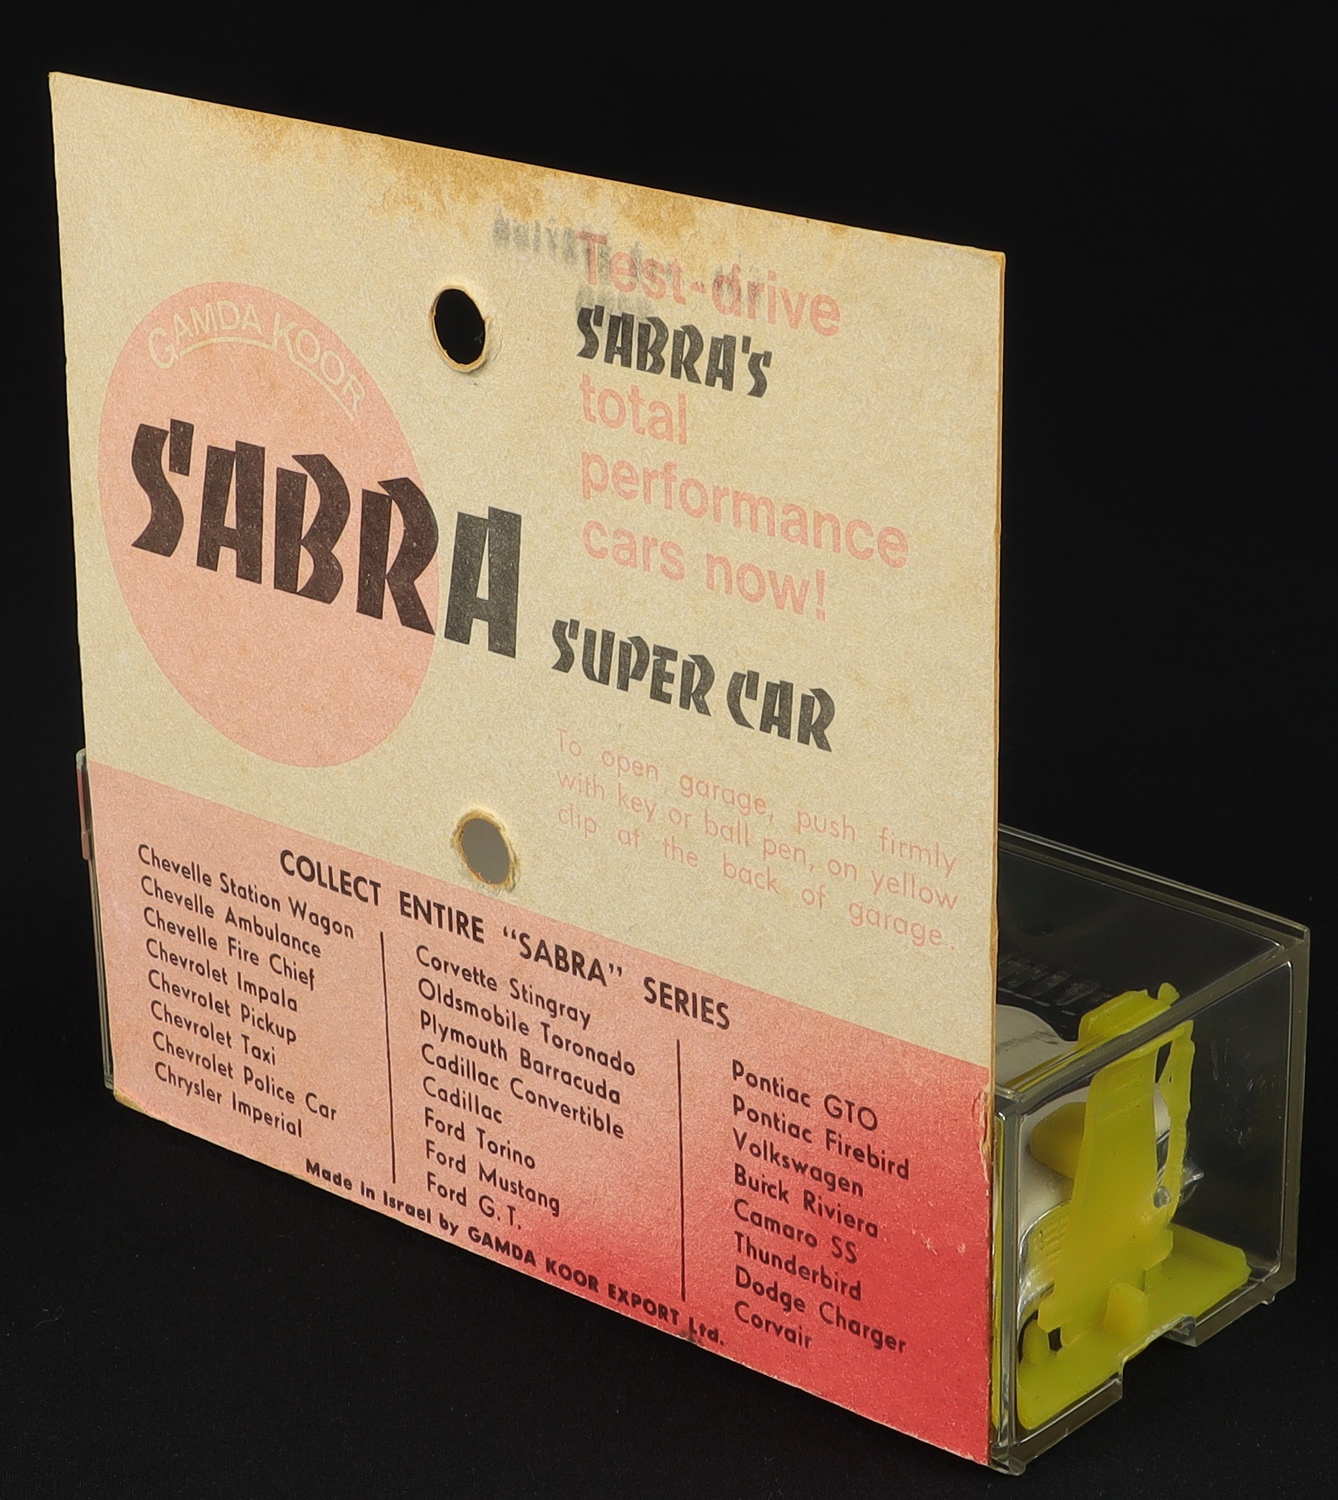 GAMDA KOOR
SABRA
Test-drive
SABRA'S
total
performance
cars now!
SUPER CAR
To open garage, push firmly
with key or ball pen, on yellow
clip at the back of garage.
COLLECT ENTIRE "SABRA" SERIES
Chevelle Station Wagon
Chevelle Ambulance
Chevelle Fire Chief
Chevrolet Impala
Chevrolet Pickup
Chevrolet Taxi
Chevrolet Police Car
Chrysler Imperial
Corvette Stingray
Oldsmobile Toronado
Plymouth Barracuda
Cadillac Convertible
Cadillac
Ford Torino
Ford Mustang
Ford G.T.
Pontiac GTO
Pontiac Firebird
Volkswagen
Buick Riviera
Camaro SS
Thunderbird
Dodge Charger
Corvair
Made in Israel by GAMDA KOOR EXPORT Ltd.